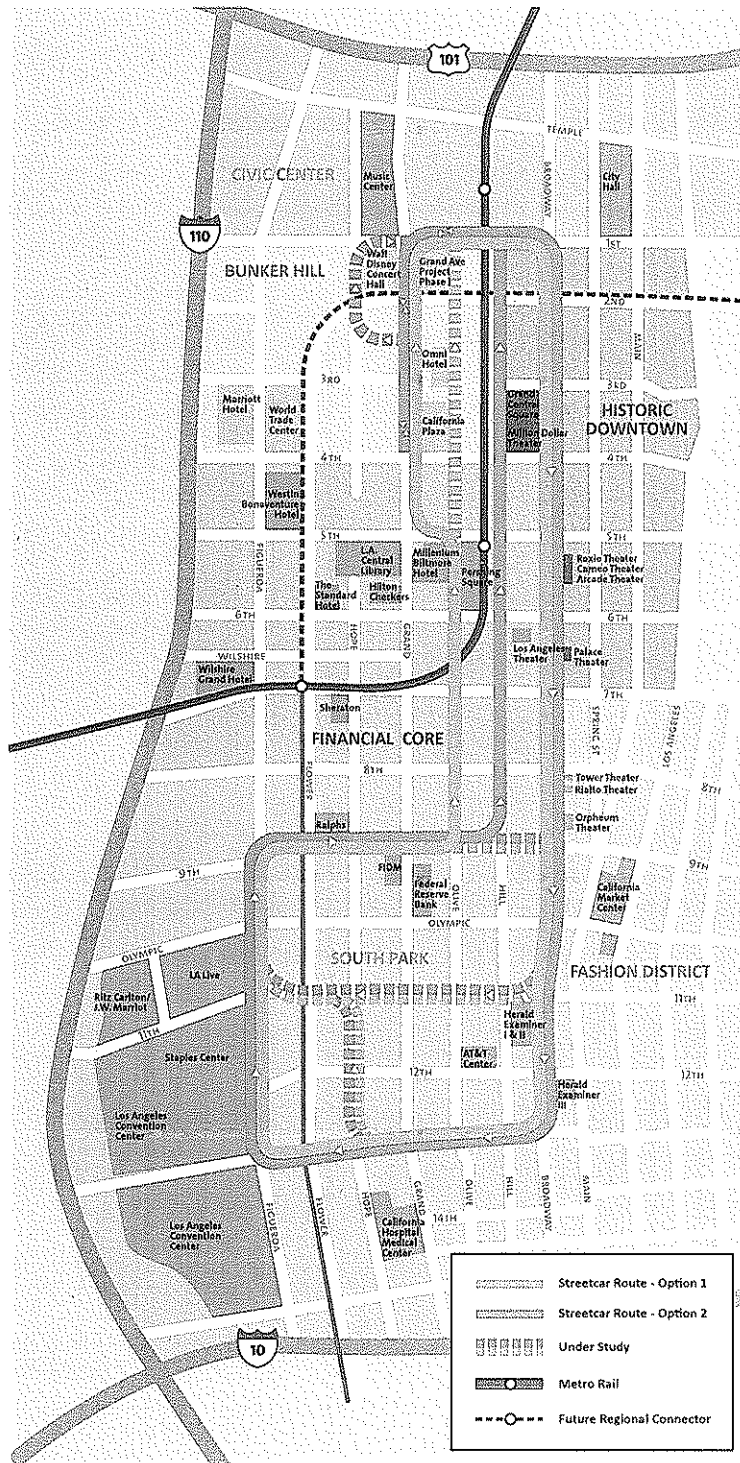 101
TEMPLE
CIVIC CENTER
Music
Center
BROADWAY
City
Hall
110
1ST
BUNKER HILL
Walt
Disney
Concert
Hall
Grand Ave
Project
Phase I
2ND
MAIN
Omni
Hotel
3RD
3RD
Marriott
Hotel
World
Trade
Center
California
Plaza
Grand
Central
Square
Million Dollar
Theater
HISTORIC
DOWNTOWN
4TH
4TH
Westin
Bonaventure
Hotel
5TH
5TH
FIGUEROA
L.A.
Central
Library
Millenium
Biltmore
Hotel
Pershing
Square
Roxie Theater
Cameo Theater
Arcade Theater
The
Standard
Hotel
Hilton
Checkers
6TH
6TH
HOPE
GRAND
WILSHIRE
Wilshire
Grand Hotel
Los Angeles
Theater
Palace
Theater
7TH
Sheraton
SPRING ST
LOS ANGELES
FINANCIAL CORE
FLOWER
8TH
Tower Theater
Rialto Theater
8TH
Ralphs
Orpheum
Theater
9TH
FIDM
Federal
Reserve
Bank
OLIVE
HILL
9TH
California
Market
Center
OLYMPIC
OLYMPIC
SOUTH PARK
FASHION DISTRICT
LA Live
Ritz Carlton/
J.W. Marriot
11TH
11TH
Herald
Examiner
I & II
Staples Center
AT&T
Center
12TH
12TH
Herald
Examiner
III
Los Angeles
Convention
Center
FIGUEROA
FLOWER
HOPE
GRAND
OLIVE
HILL
BROADWAY
MAIN
14TH
Los Angeles
Convention
Center
California
Hospital
Medical
Center
10
Streetcar Route - Option 1
Streetcar Route - Option 2
Under Study
Metro Rail
Future Regional Connector